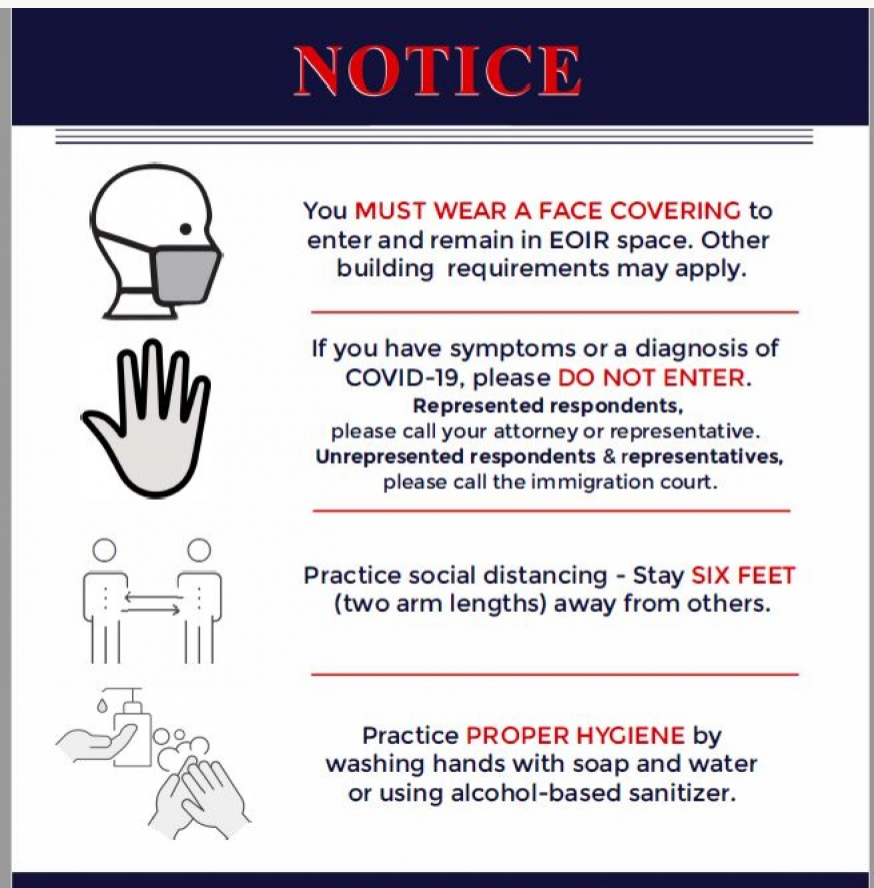 NOTICE
You MUST WEAR A FACE COVERING to
enter and remain in EOIR space. Other
building requirements may apply.
If you have symptoms or a diagnosis of
COVID-19, please DO NOT ENTER.
Represented respondents,
please call your attorney or representative.
Unrepresented respondents & representatives,
please call the immigration court.
Practice social distancing - Stay SIX FEET
(two arm lengths) away from others.
Practice PROPER HYGIENE by
washing hands with soap and water
or using alcohol-based sanitizer.